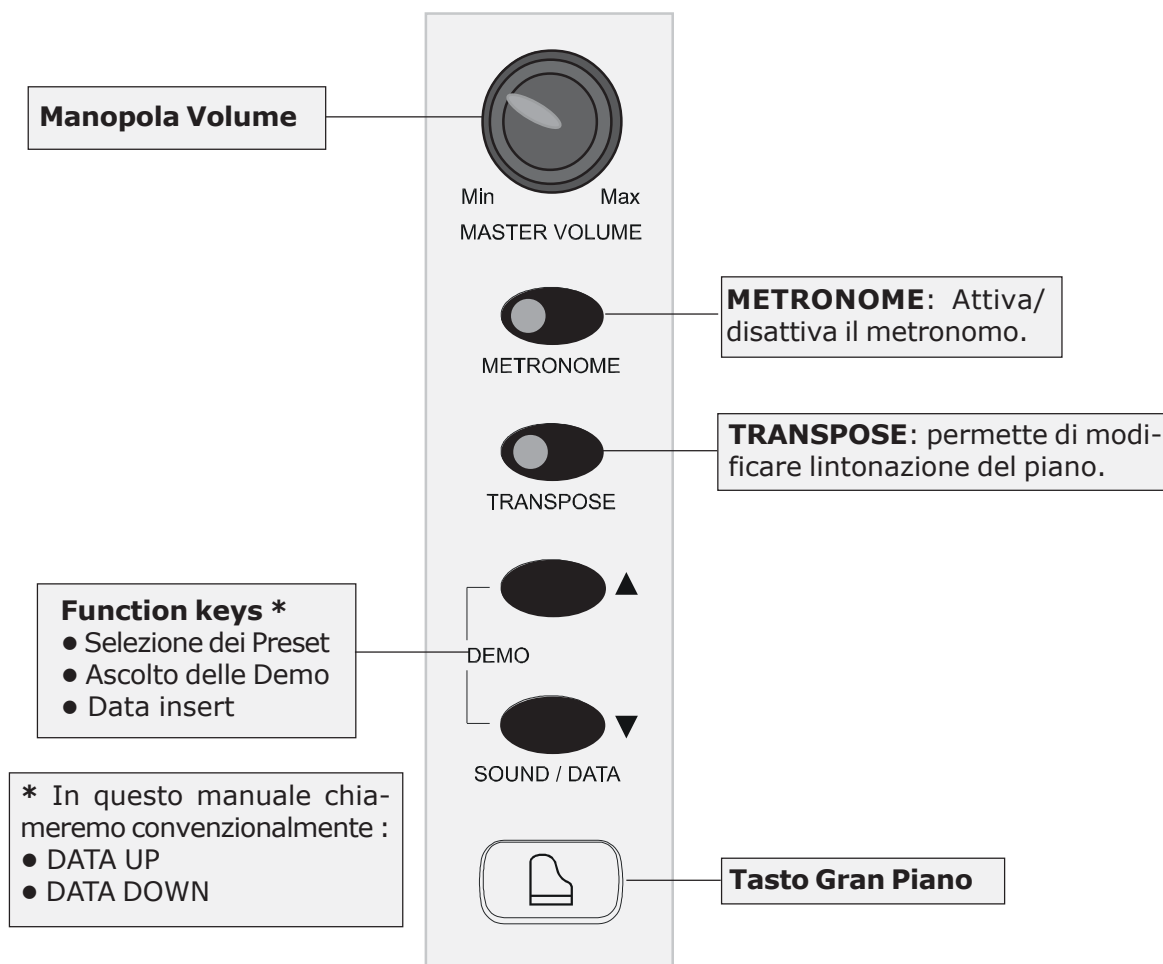 Manopola Volume
Min Max
MASTER VOLUME
METRONOME: Attiva/
disattiva il metronomo.
METRONOME
TRANSPOSE: permette di modi-
ficare lintonazione del piano.
TRANSPOSE
Function keys *
● Selezione dei Preset
● Ascolto delle Demo
● Data insert
▲
DEMO
▼
SOUND / DATA
* In questo manuale chia-
meremo convenzionalmente :
● DATA UP
● DATA DOWN
Tasto Gran Piano